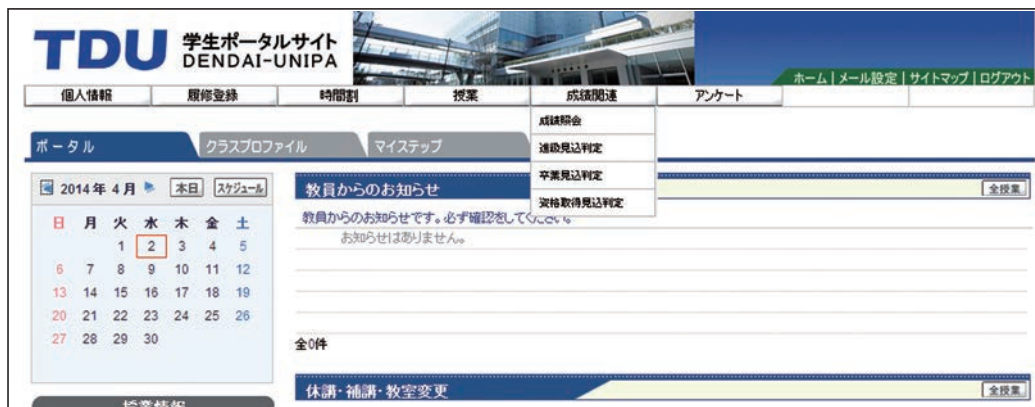 TDU 学生ポータルサイト
DENDAI-UNIPA
ホーム | メール設定 | サイトマップ | ログアウト
個人情報 履修登録 時間割 授業 成績関連 アンケート
成績照会
進級見込判定
卒業見込判定
資格取得見込判定
ポータル クラスプロファイル マイステップ
2014年 4月 本日 スケジュール
日 月 火 水 木 金 土
1 2 3 4 5
6 7 8 9 10 11 12
13 14 15 16 17 18 19
20 21 22 23 24 25 26
27 28 29 30
教員からのお知らせ 全授業
教員からのお知らせです。必ず確認をしてください。
お知らせはありません。
全0件
休講・補講・教室変更 全授業
授業情報